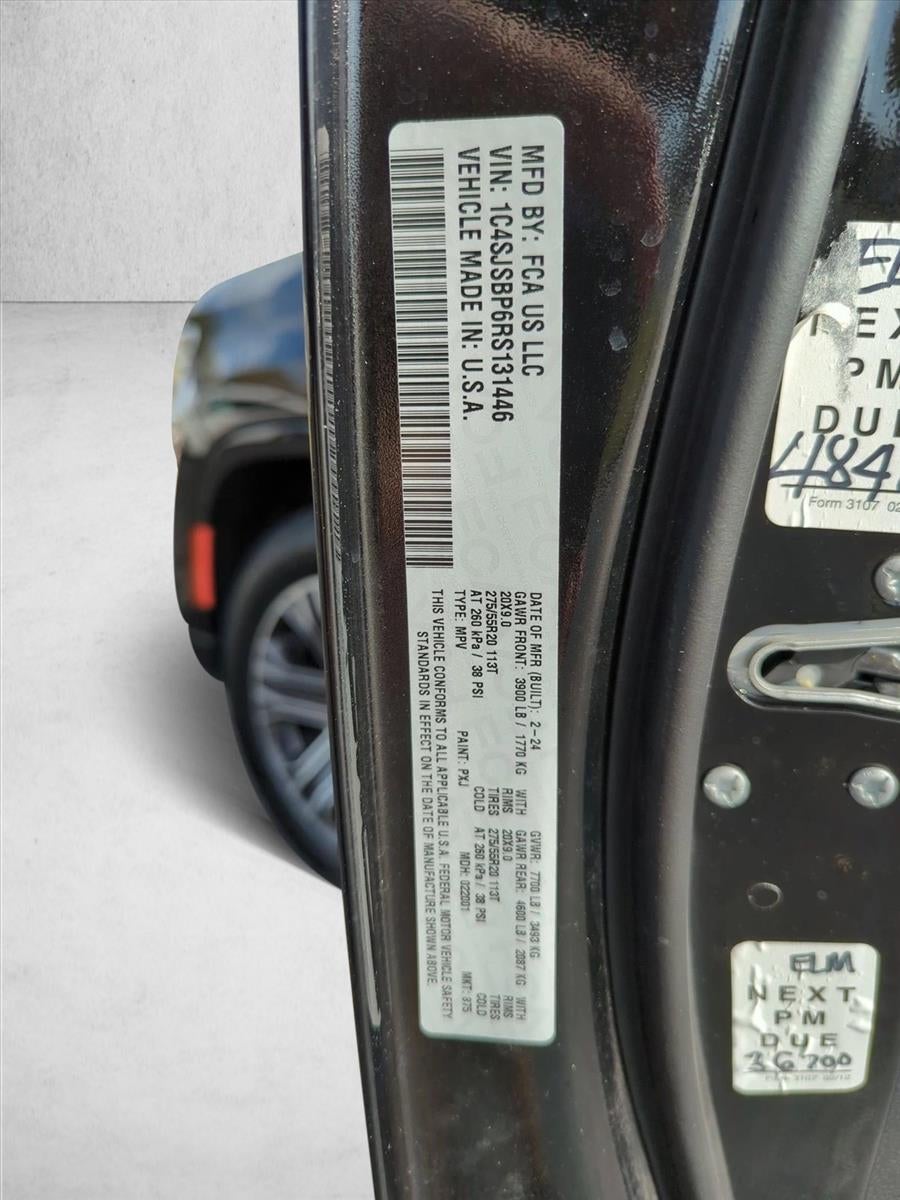 MFD BY: FCA US LLC
VIN: 1C4SJSBP6RS131446
VEHICLE MADE IN: U.S.A.
DATE OF MFR (BUILT): 2-24 GVWR: 7700 LB / 3493 KG
GAWR FRONT: 3900 LB / 1770 KG WITH GAWR REAR: 4600 LB / 2087 KG WITH
20X9.0 RIMS 20X9.0 RIMS
275/55R20 113T TIRES 275/55R20 113T TIRES
AT 260 kPa / 38 PSI COLD AT 260 kPa / 38 PSI COLD
TYPE: MPV PAINT: PXJ MDH: 022001 MKT: 875
THIS VEHICLE CONFORMS TO ALL APPLICABLE U.S.A. FEDERAL MOTOR VEHICLE SAFETY
STANDARDS IN EFFECT ON THE DATE OF MANUFACTURE SHOWN ABOVE.
NEX
PM
DUE
484
Form 3107 02
ELM
NEXT
PM
DUE
36700